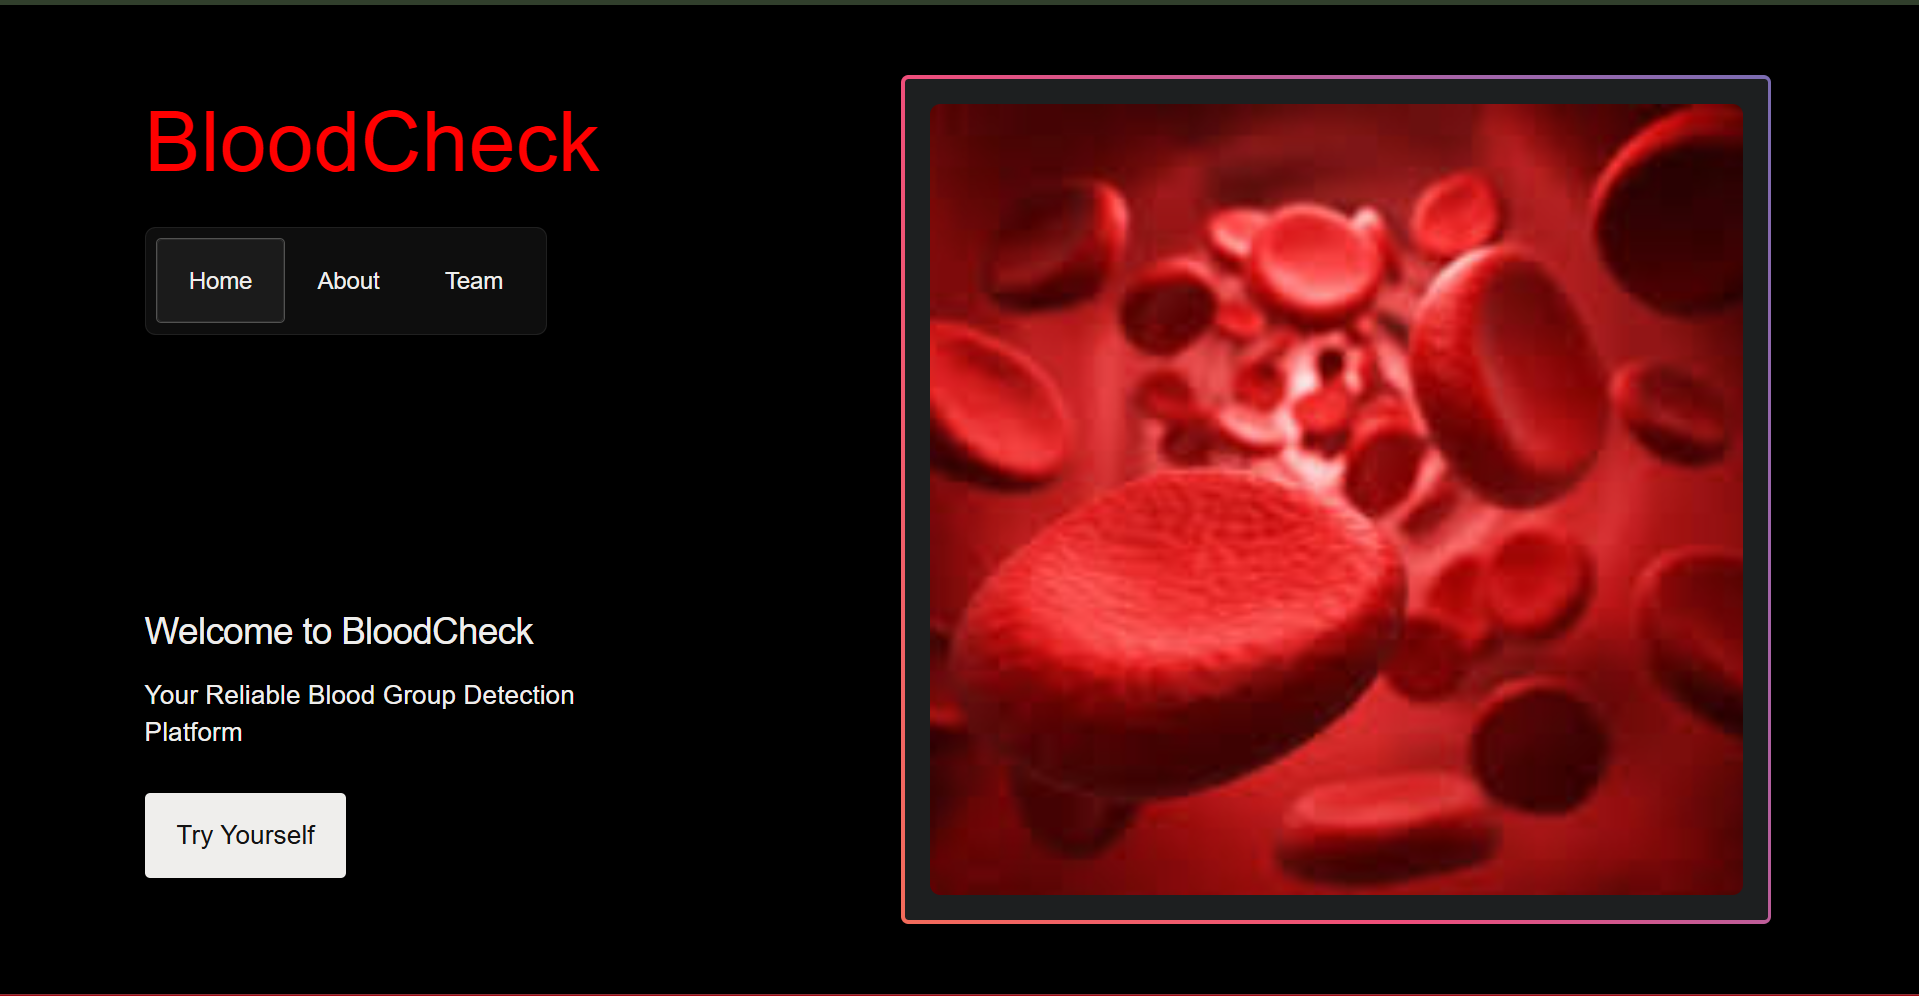 BloodCheck
Home About Team
Welcome to BloodCheck
Your Reliable Blood Group Detection
Platform
Try Yourself